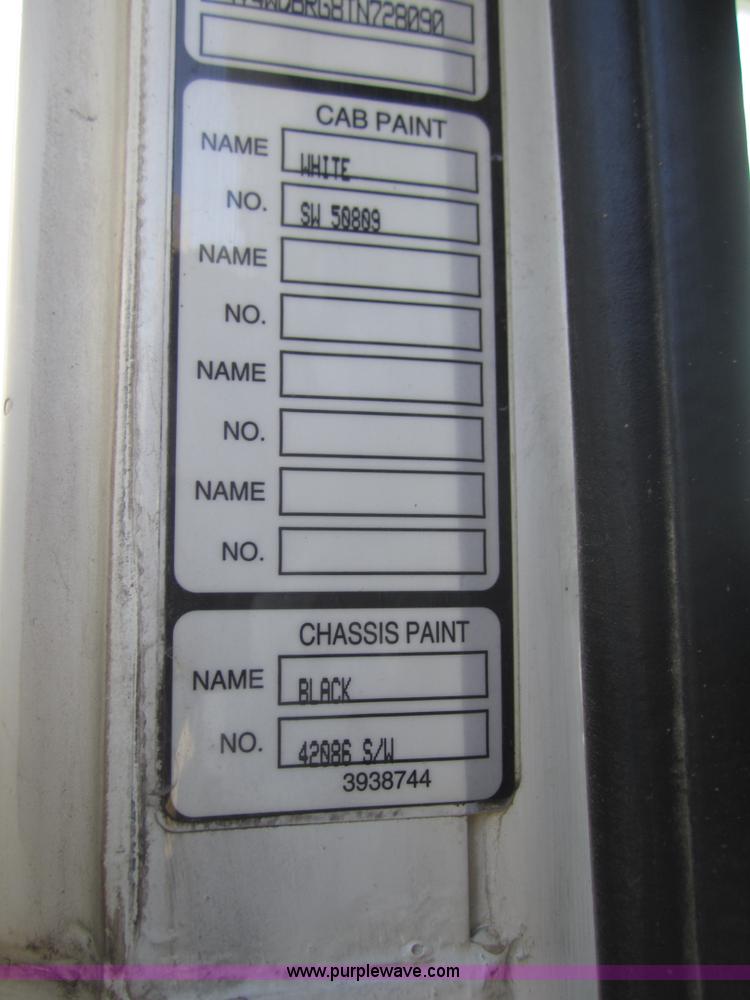 CAB PAINT
NAME WHITE
NO. SW 50809
NAME
NO.
NAME
NO.
NAME
NO.
CHASSIS PAINT
NAME BLACK
NO. 42086 S/W
3938744
www.purplewave.com